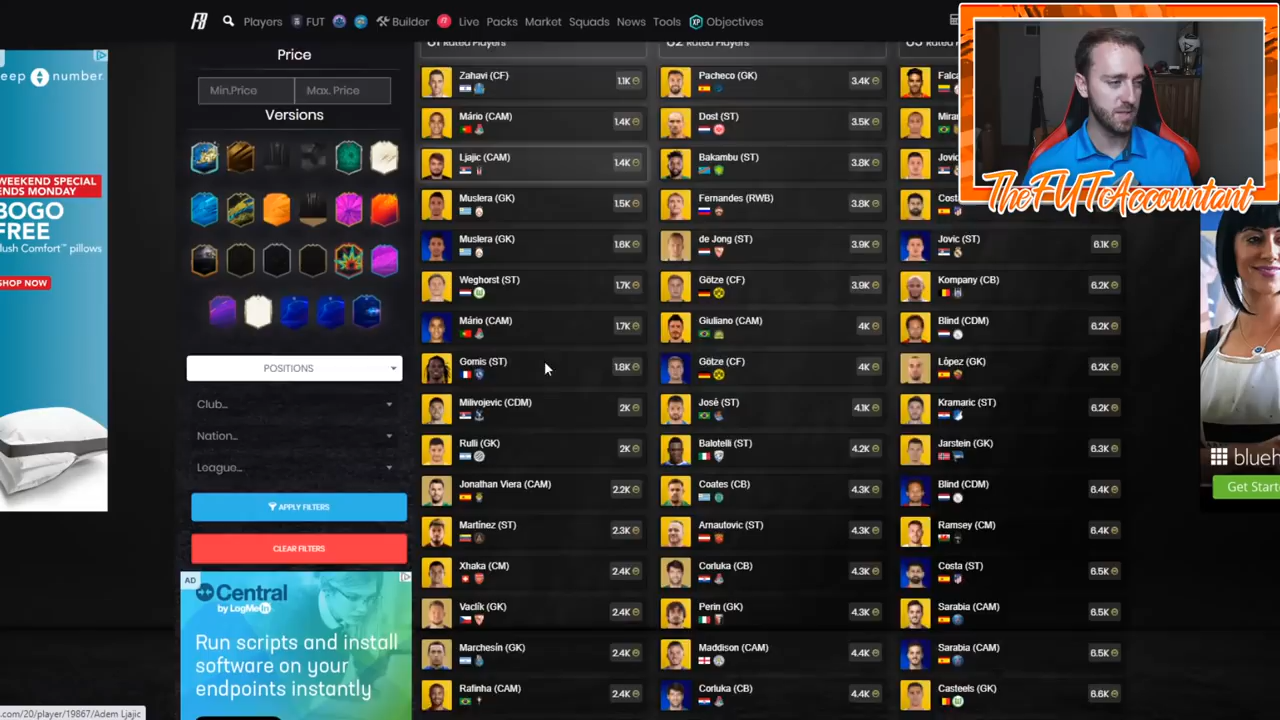 FB Players FUT Builder Live Packs Market Squads News Tools XP Objectives
81 Rated Players
82 Rated Players
Price
Min.Price
Max. Price
Versions
POSITIONS
Club...
Nation...
League...
APPLY FILTERS
CLEAR FILTERS
Zahavi (CF) 1.1K
Mário (CAM) 1.4K
Ljajic (CAM) 1.4K
Muslera (GK) 1.5K
Muslera (GK) 1.6K
Weghorst (ST) 1.7K
Mário (CAM) 1.7K
Gomis (ST) 1.8K
Milivojevic (CDM) 2K
Rulli (GK) 2K
Jonathan Viera (CAM) 2.2K
Martínez (ST) 2.3K
Xhaka (CM) 2.4K
Vaclík (GK) 2.4K
Marchesín (GK) 2.4K
Rafinha (CAM) 2.4K
Pacheco (GK) 3.4K
Dost (ST) 3.5K
Bakambu (ST) 3.8K
Fernandes (RWB) 3.8K
de Jong (ST) 3.9K
Götze (CF) 3.9K
Giuliano (CAM) 4K
Götze (CF) 4K
José (ST) 4.1K
Balotelli (ST) 4.2K
Coates (CB) 4.3K
Arnautovic (ST) 4.3K
Corluka (CB) 4.3K
Perin (GK) 4.3K
Maddison (CAM) 4.4K
Corluka (CB) 4.4K
Falca
Miran
Jovic
Cost
Jovic (ST) 6.1K
Kompany (CB) 6.2K
Blind (CDM) 6.2K
López (GK) 6.2K
Kramaric (ST) 6.2K
Jarstein (GK) 6.3K
Blind (CDM) 6.4K
Ramsey (CM) 6.4K
Costa (ST) 6.5K
Sarabia (CAM) 6.5K
Sarabia (CAM) 6.5K
Casteels (GK) 6.6K
TheFUTAccountant
eep number.
WEEKEND SPECIAL
ENDS MONDAY
BOGO
FREE
lush Comfort™ pillows
SHOP NOW
AD
Central
by LogMeIn
Run scripts and install
software on your
endpoints instantly
blueh
Get Starte
.com/20/player/19867/Adem Ljajic